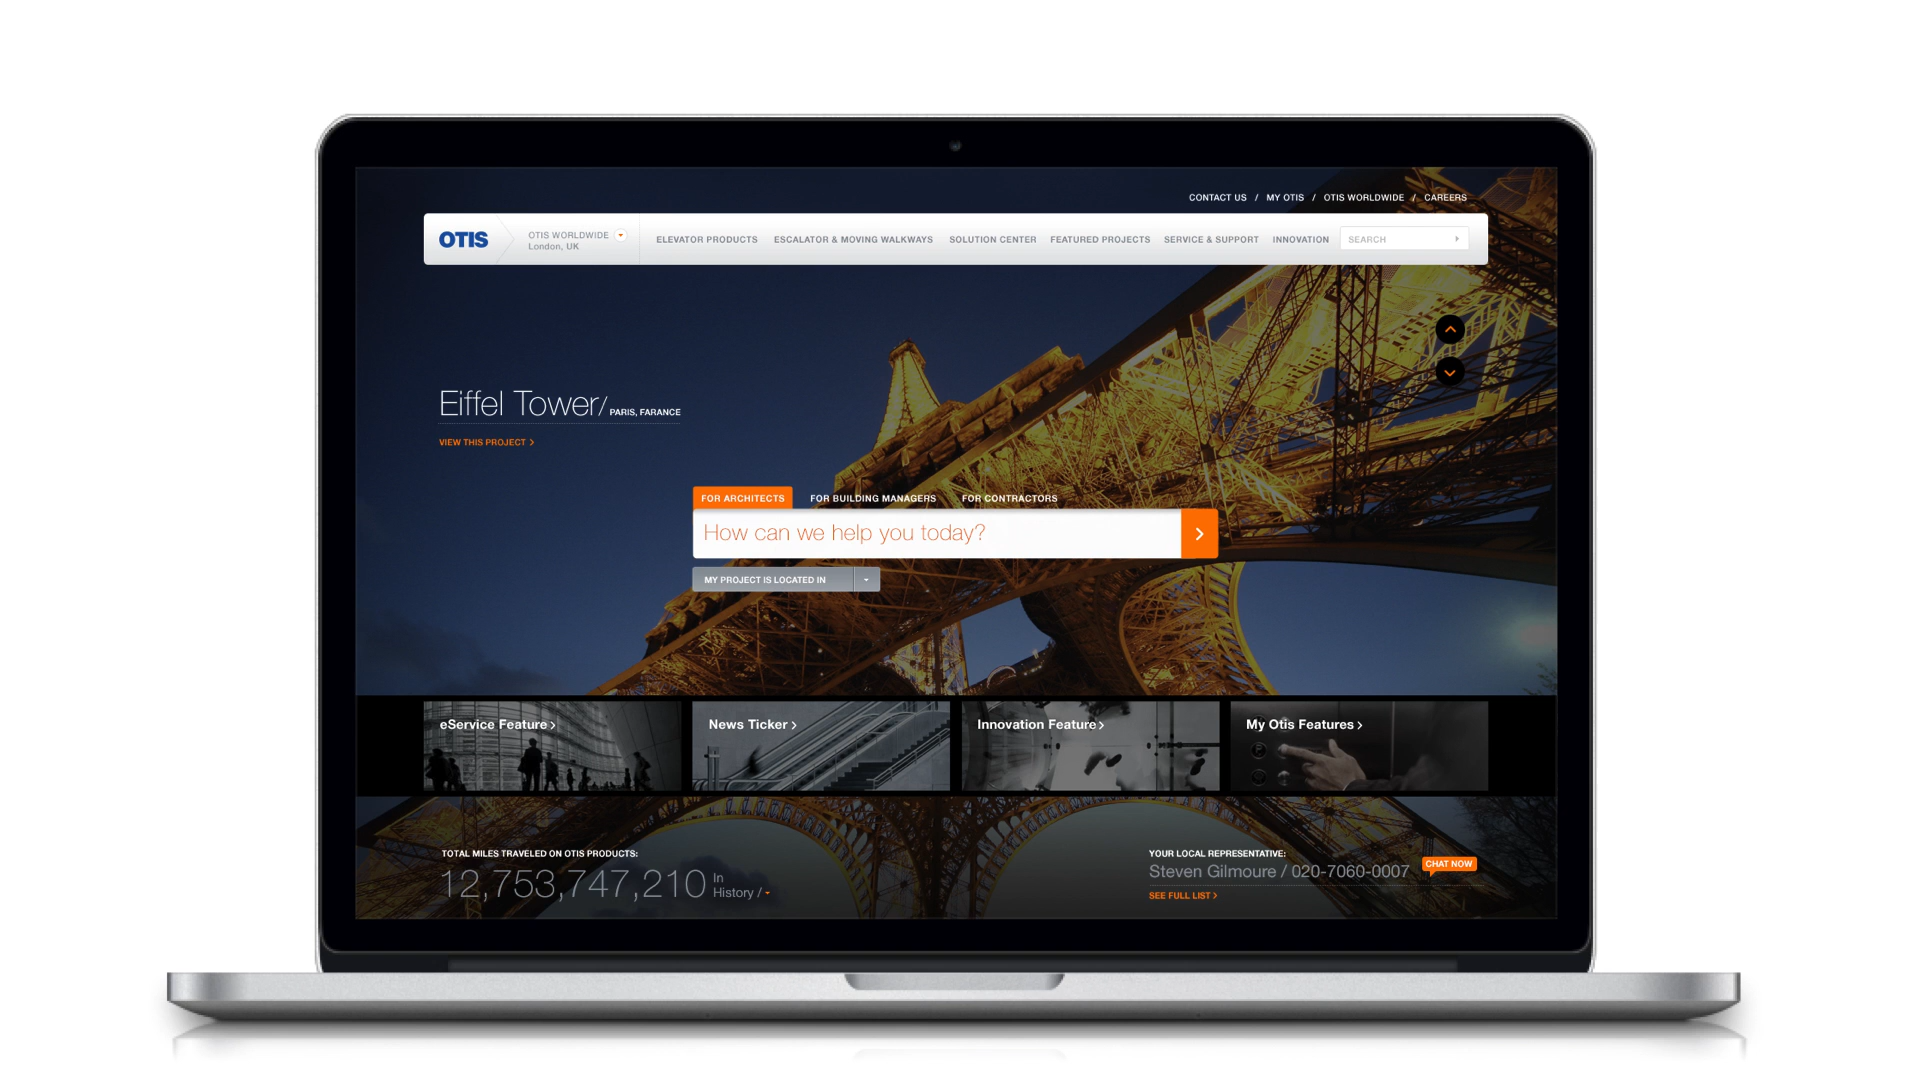 CONTACT US / MY OTIS / OTIS WORLDWIDE / CAREERS
OTIS
OTIS WORLDWIDE
London, UK
ELEVATOR PRODUCTS ESCALATOR & MOVING WALKWAYS SOLUTION CENTER FEATURED PROJECTS SERVICE & SUPPORT INNOVATION SEARCH
Eiffel Tower/ PARIS, FARANCE
VIEW THIS PROJECT >
FOR ARCHITECTS FOR BUILDING MANAGERS FOR CONTRACTORS
How can we help you today?
MY PROJECT IS LOCATED IN
eService Feature > News Ticker > Innovation Feature > My Otis Features >
TOTAL MILES TRAVELED ON OTIS PRODUCTS:
12,753,747,210 In
History /
YOUR LOCAL REPRESENTATIVE:
Steven Gilmoure / 020-7060-0007 CHAT NOW
SEE FULL LIST >